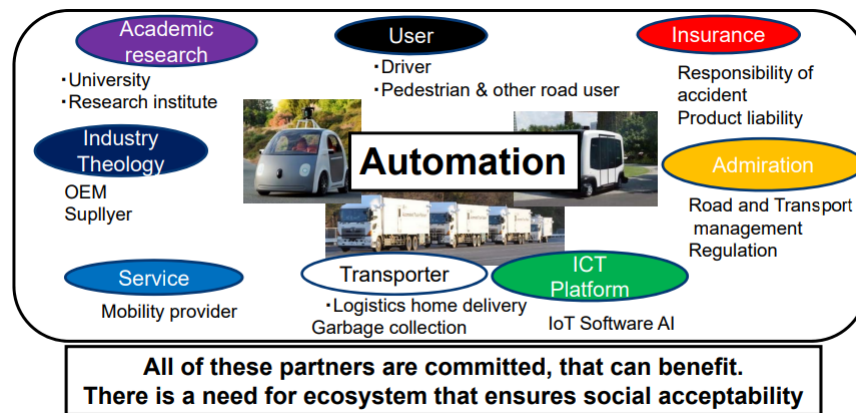 Academic
research
・University
・Research institute
User
・Driver
・Pedestrian & other road user
Insurance
Responsibility of
accident
Product liability
Industry
Theology
OEM
Supllyer
Automation
Admiration
Road and Transport
management
Regulation
Service
Mobility provider
Transporter
・Logistics home delivery
Garbage collection
ICT
Platform
IoT Software AI
All of these partners are committed, that can benefit.
There is a need for ecosystem that ensures social acceptability